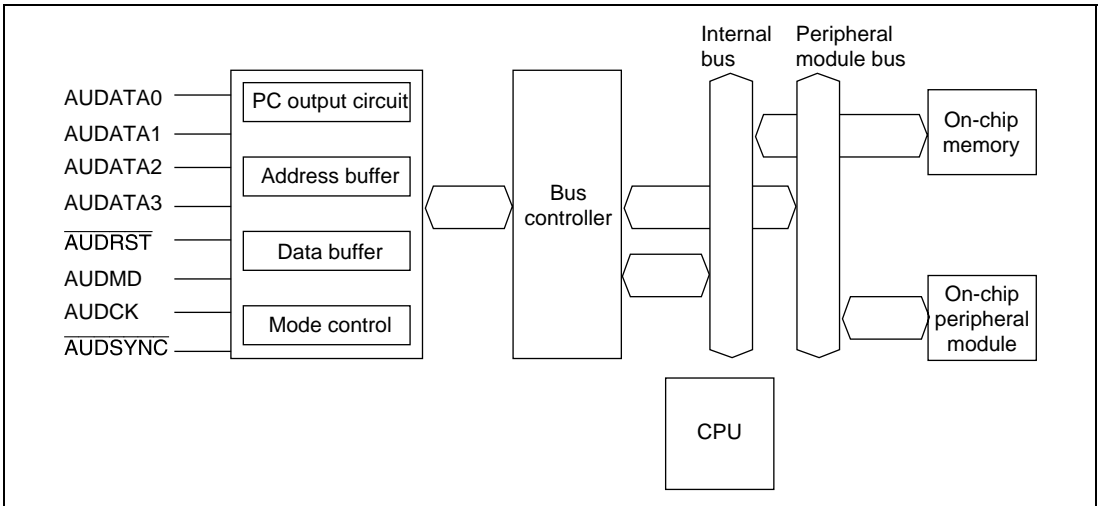 Internal
bus
Peripheral
module bus
AUDATA0
AUDATA1
AUDATA2
AUDATA3
AUDRST
AUDMD
AUDCK
AUDSYNC
PC output circuit
Address buffer
Data buffer
Mode control
Bus
controller
On-chip
memory
On-chip
peripheral
module
CPU